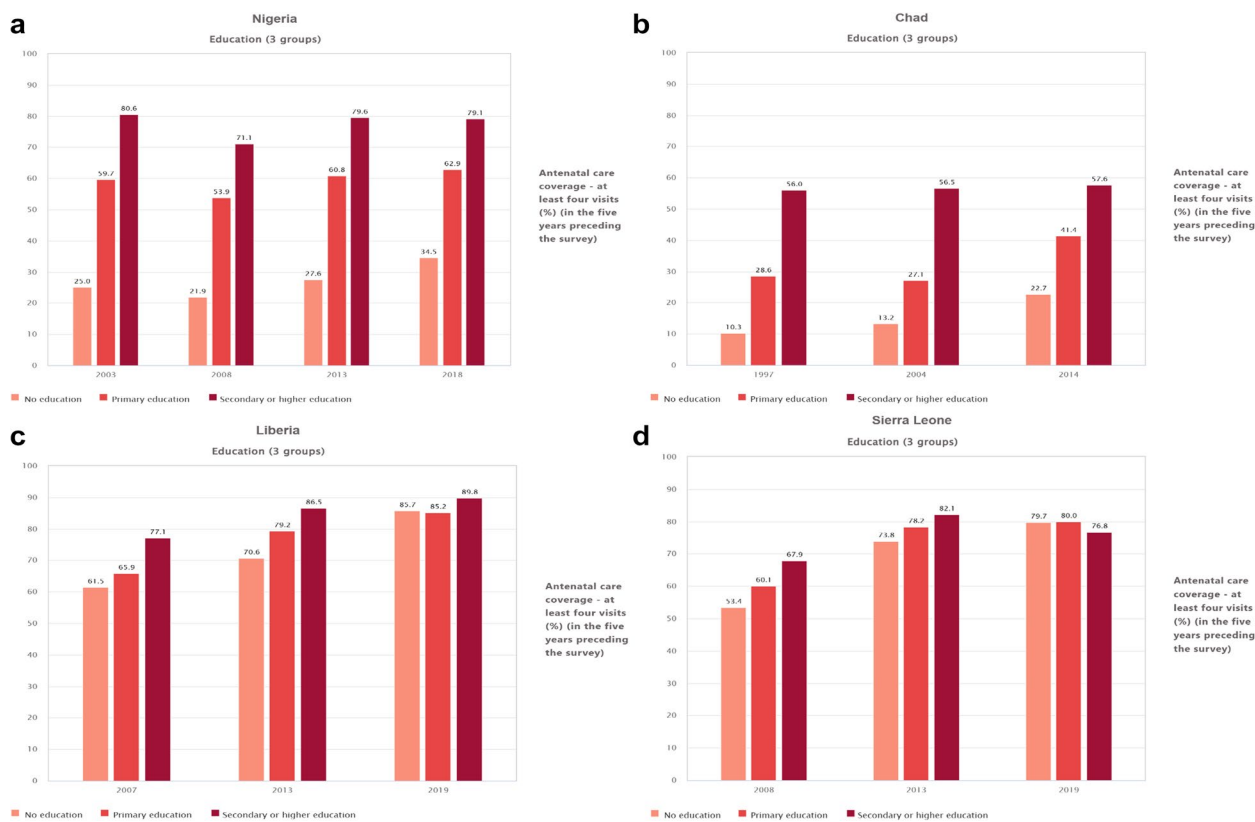 a
Nigeria
Education (3 groups)
100
90
80
70
60
50
40
30
20
10
0
25.0
59.7
80.6
21.9
53.9
71.1
27.6
60.8
79.6
34.5
62.9
79.1
2003
2008
2013
2018
Antenatal care
coverage - at
least four visits
(%) (in the five
years preceding
the survey)
No education
Primary education
Secondary or higher education
b
Chad
Education (3 groups)
100
90
80
70
60
50
40
30
20
10
0
10.3
28.6
56.0
13.2
27.1
56.5
22.7
41.4
57.6
1997
2004
2014
Antenatal care
coverage - at
least four visits
(%) (in the five
years preceding
the survey)
No education
Primary education
Secondary or higher education
c
Liberia
Education (3 groups)
100
90
80
70
60
50
40
30
20
10
0
61.5
65.9
77.1
70.6
79.2
86.5
85.7
85.2
89.8
2007
2013
2019
Antenatal care
coverage - at
least four visits
(%) (in the five
years preceding
the survey)
No education
Primary education
Secondary or higher education
d
Sierra Leone
Education (3 groups)
100
90
80
70
60
50
40
30
20
10
0
53.4
60.1
67.9
73.8
78.2
82.1
79.7
80.0
76.8
2008
2013
2019
Antenatal care
coverage - at
least four visits
(%) (in the five
years preceding
the survey)
No education
Primary education
Secondary or higher education